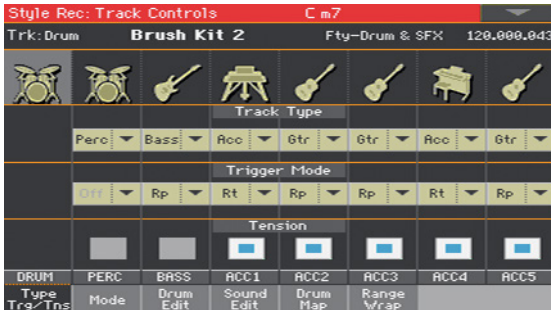 Style Rec: Track Controls C m7
Trk: Drum Brush Kit 2 Fty-Drum & SFX 120.000.043
Track Type
Perc Bass Acc Gtr Gtr Acc Gtr
Trigger Mode
Off Rp Rt Rp Rp Rt Rp
Tension
DRUM PERC BASS ACC1 ACC2 ACC3 ACC4 ACC5
Type Mode Drum Sound Drum Range
Trg/Tns Edit Edit Map Wrap